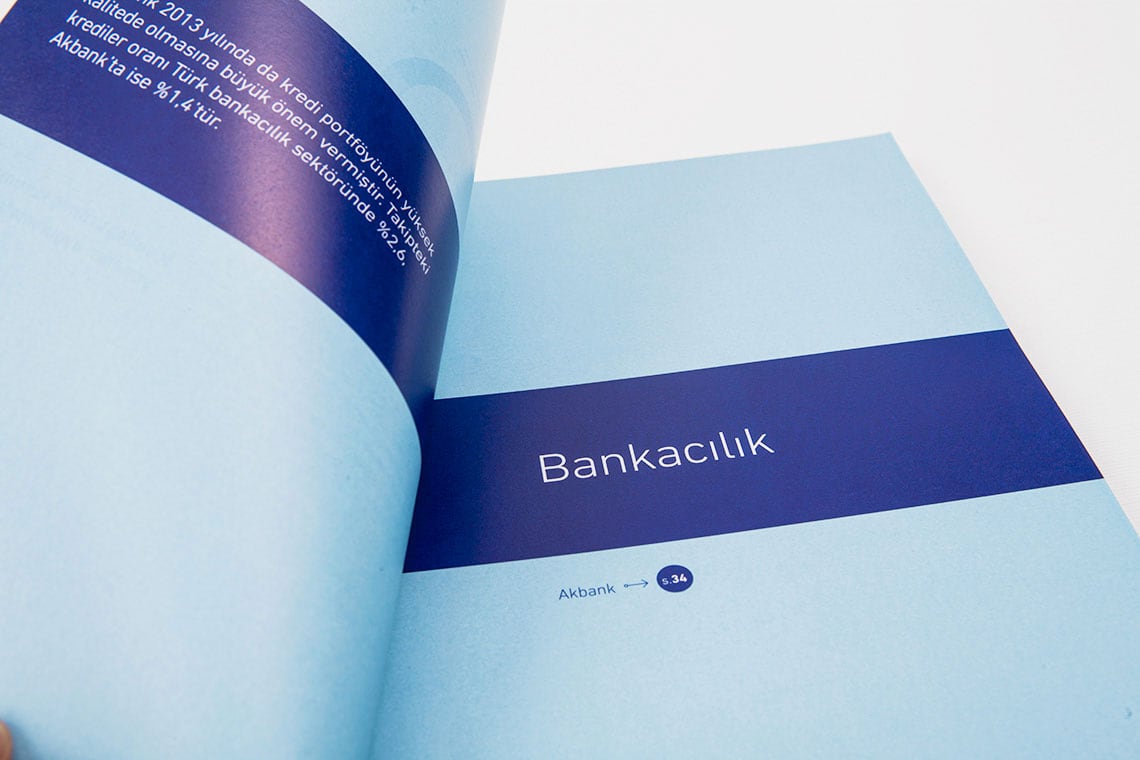 2013 yılında da kredi portföyünün yüksek
kalitede olmasına büyük önem vermiştir. Takipteki
krediler oranı Türk bankacılık sektöründe %2,6,
Akbank'ta ise %1,4'tür.
Bankacılık
Akbank s.34